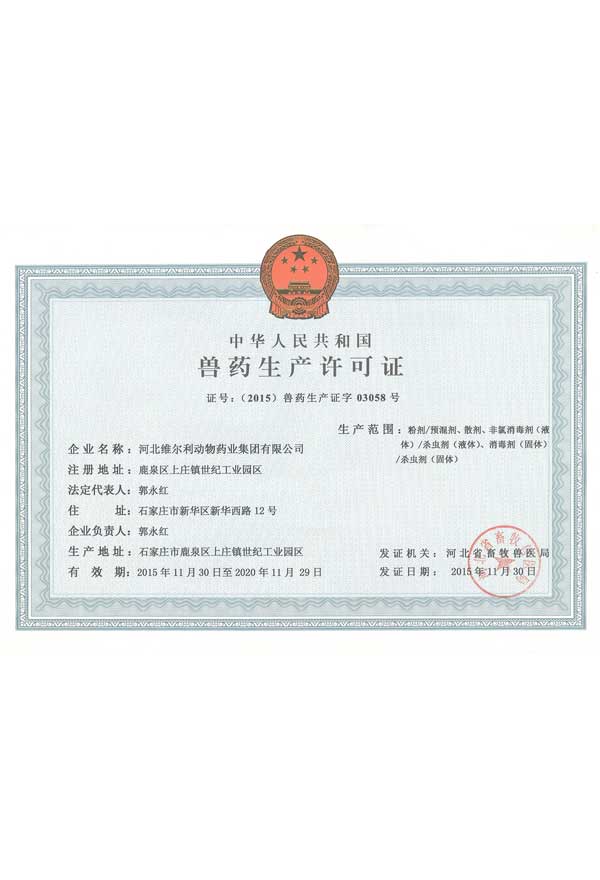 中华人民共和国
兽药生产许可证
证号:(2015)兽药生产证字 03058 号
企业名称:河北维尔利动物药业集团有限公司
注册地址:鹿泉区上庄镇世纪工业园区
法定代表人:郭永红
住址:石家庄市新华区新华西路 12 号
企业负责人:郭永红
生产地址:石家庄市鹿泉区上庄镇世纪工业园区
有效期:2015 年 11 月 30 日至 2020 年 11 月 29 日
生产范围:粉剂/预混剂、散剂、非氯消毒剂(液
体)/杀虫剂(液体)、消毒剂(固体)
/杀虫剂(固体)
发证机关:河北省畜牧兽医局
发证日期:2015 年 11 月 30 日
河北省畜牧兽医局